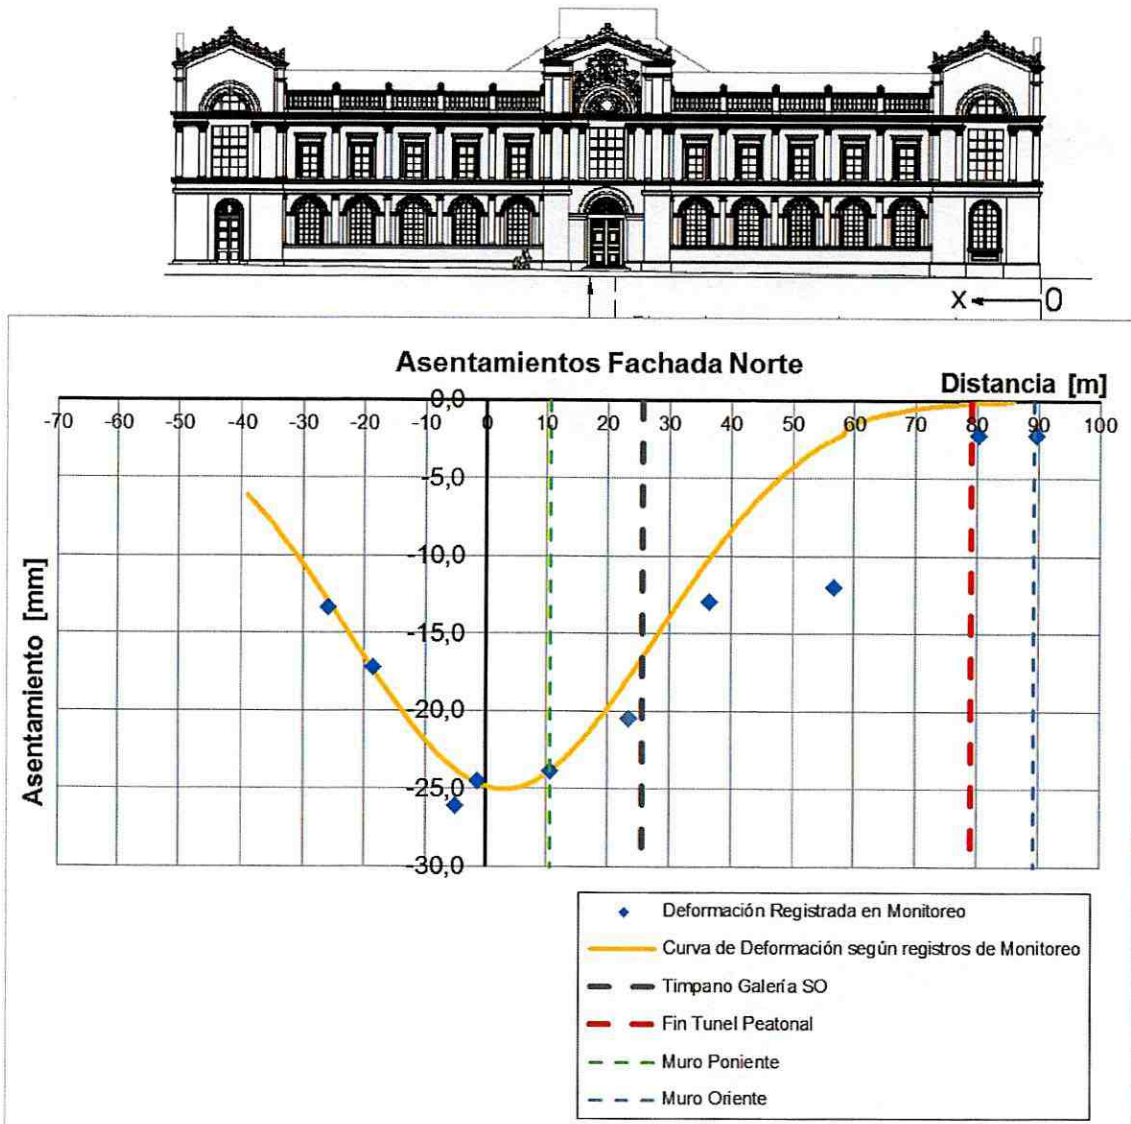 X 0
Asentamientos Fachada Norte
Distancia [m]
0,0
-70 -60 -50 -40 -30 -20 -10 0 10 20 30 40 50 60 70 80 90 100
-5,0
-10,0
-15,0
-20,0
-25,0
-30,0
Asentamiento [mm]
Deformación Registrada en Monitoreo
Curva de Deformación según registros de Monitoreo
Timpano Galería SO
Fin Tunel Peatonal
Muro Poniente
Muro Oriente